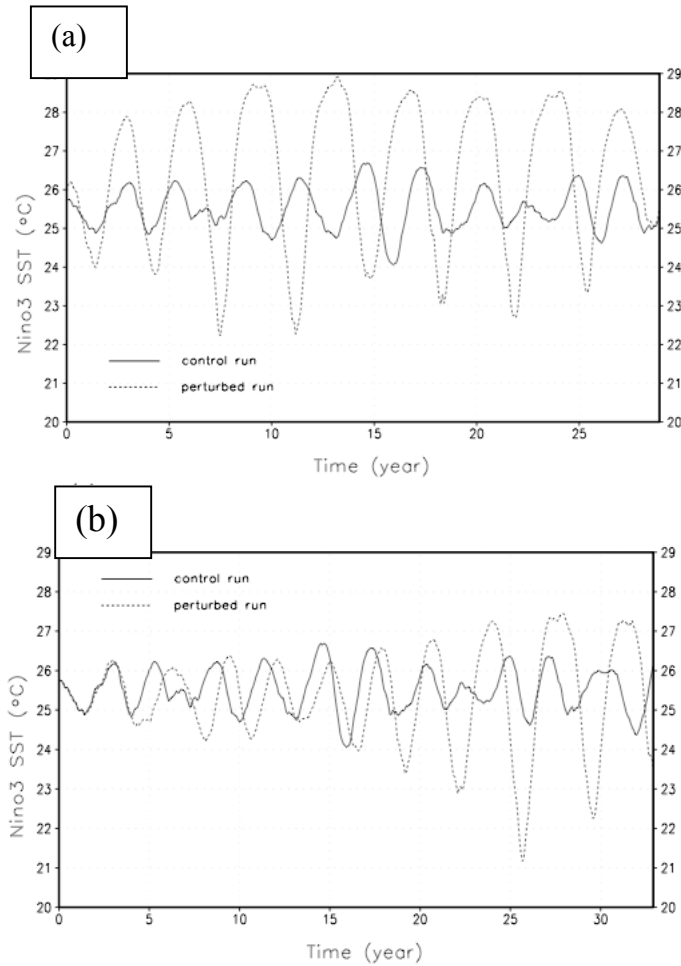 (a)
29 29
28 28
27 27
26 26
25 25
24 24
23 23
22 22
21 21
20 20
Nino3 SST (°C)
control run
perturbed run
0 5 10 15 20 25
Time (year)
(b)
29 29
28 28
27 27
26 26
25 25
24 24
23 23
22 22
21 21
20 20
Nino3 SST (°C)
control run
perturbed run
0 5 10 15 20 25 30
Time (year)